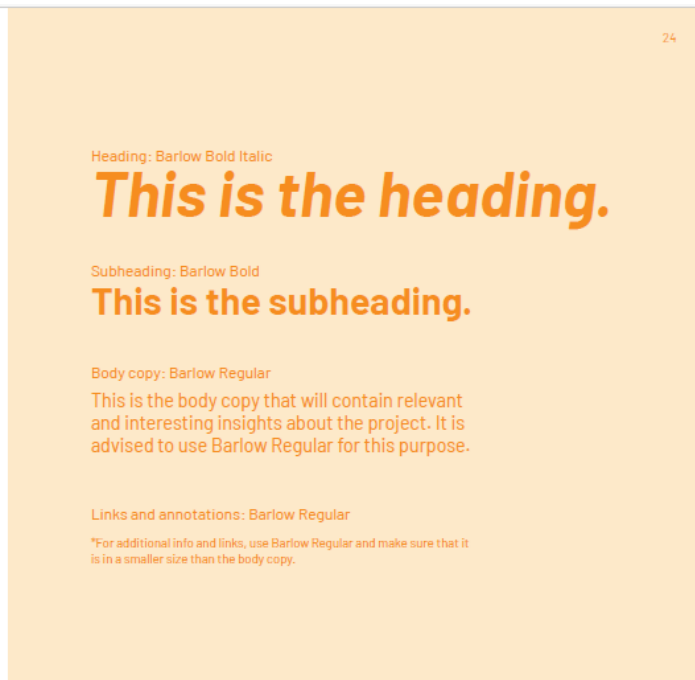 24
Heading: Barlow Bold Italic
This is the heading.
Subheading: Barlow Bold
This is the subheading.
Body copy: Barlow Regular
This is the body copy that will contain relevant
and interesting insights about the project. It is
advised to use Barlow Regular for this purpose.
Links and annotations: Barlow Regular
*For additional info and links, use Barlow Regular and make sure that it
is in a smaller size than the body copy.